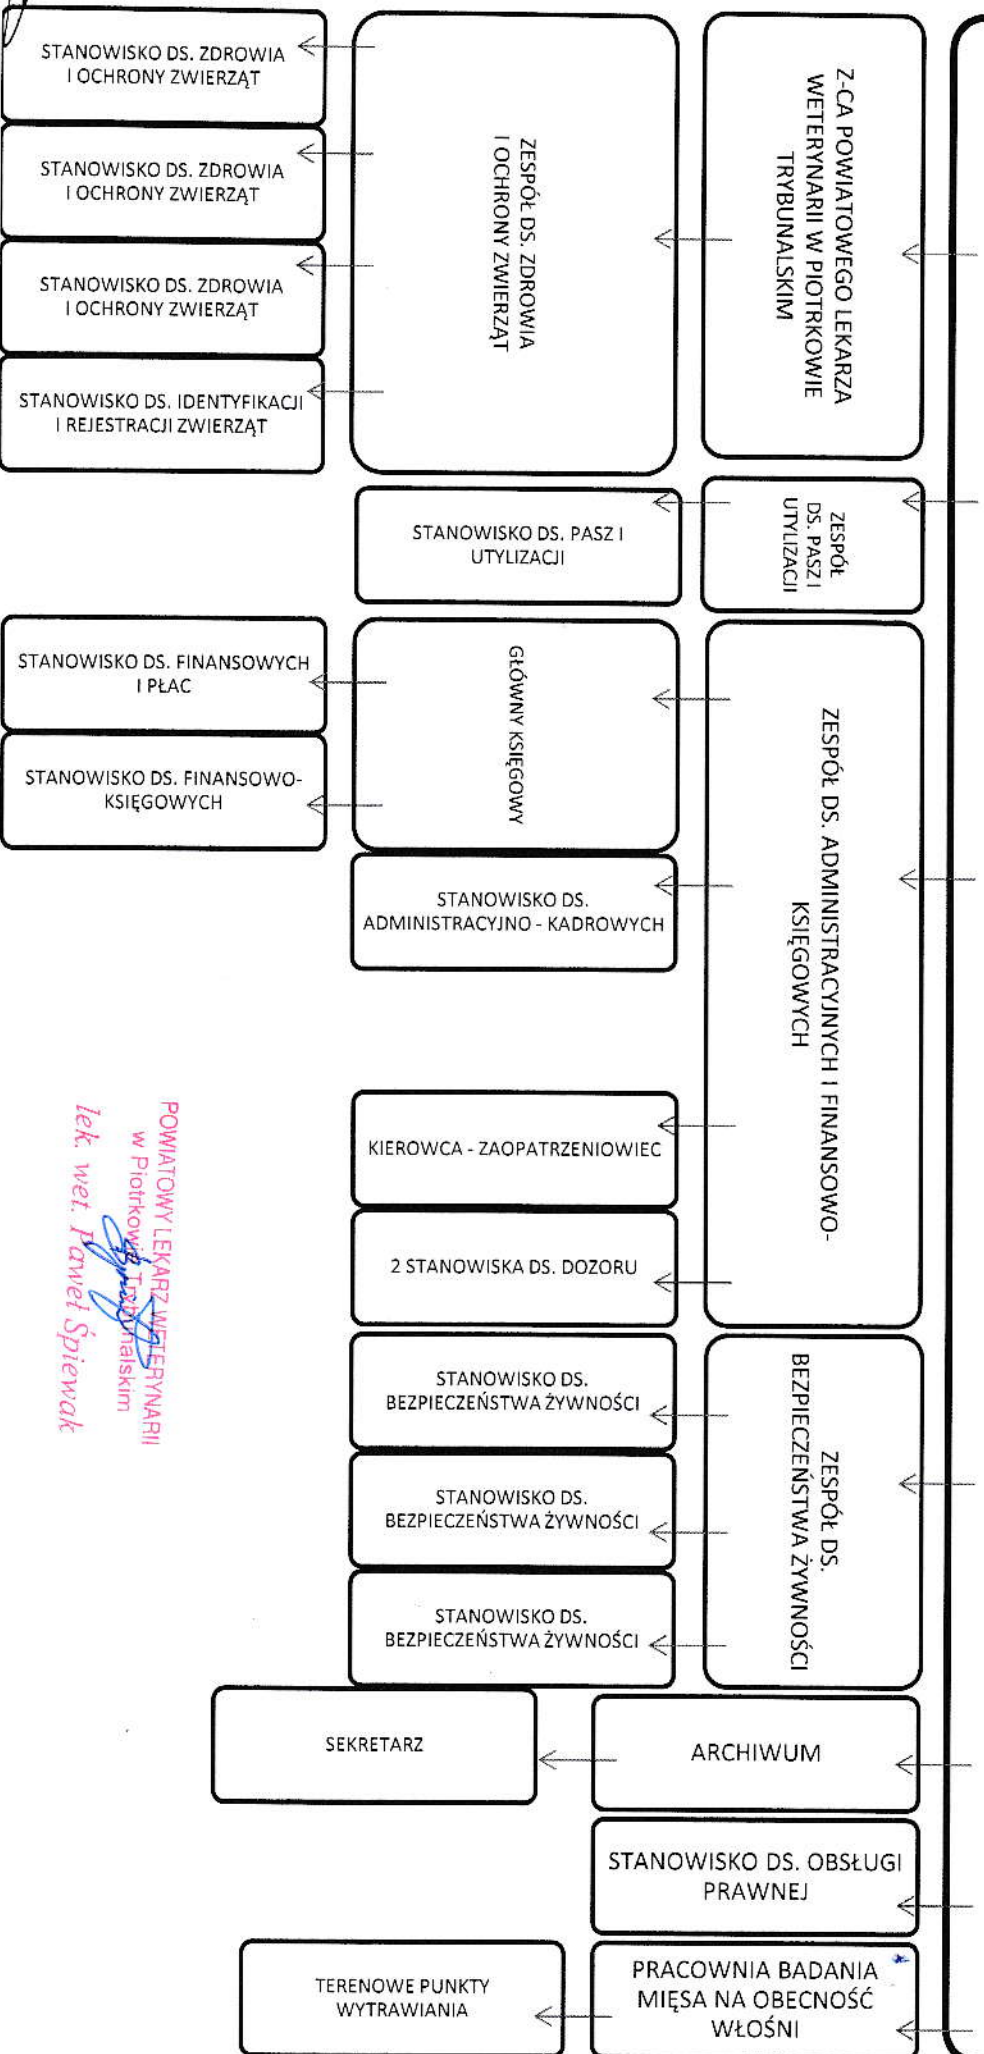 Z-CA POWIATOWEGO LEKARZA
WETERYNARII W PIOTRKOWIE
TRYBUNALSKIM
ZESPÓŁ DS. ZDROWIA
I OCHRONY ZWIERZĄT
STANOWISKO DS. ZDROWIA
I OCHRONY ZWIERZĄT
STANOWISKO DS. ZDROWIA
I OCHRONY ZWIERZĄT
STANOWISKO DS. ZDROWIA
I OCHRONY ZWIERZĄT
STANOWISKO DS. IDENTYFIKACJI
I REJESTRACJI ZWIERZĄT
ZESPÓŁ
DS. PASZ I
UTYLIZACJI
STANOWISKO DS. PASZ I
UTYLIZACJI
ZESPÓŁ DS. ADMINISTRACYJNYCH I FINANSOWO-
KSIĘGOWYCH
GŁÓWNY KSIĘGOWY
STANOWISKO DS. FINANSOWYCH
I PŁAC
STANOWISKO DS. FINANSOWO-
KSIĘGOWYCH
STANOWISKO DS.
ADMINISTRACYJNO - KADROWYCH
KIEROWCA - ZAOPATRZENIOWIEC
2 STANOWISKA DS. DOZORU
ZESPÓŁ DS.
BEZPIECZEŃSTWA ŻYWNOŚCI
STANOWISKO DS.
BEZPIECZEŃSTWA ŻYWNOŚCI
STANOWISKO DS.
BEZPIECZEŃSTWA ŻYWNOŚCI
STANOWISKO DS.
BEZPIECZEŃSTWA ŻYWNOŚCI
ARCHIWUM
SEKRETARZ
STANOWISKO DS. OBSŁUGI
PRAWNEJ
PRACOWNIA BADANIA
MIĘSA NA OBECNOŚĆ
WŁOŚNI
TERENOWE PUNKTY
WYTRAWIANIA
POWIATOWY LEKARZ WETERYNARII
w Piotrkowie Trybunalskim
lek. wet. Paweł Śpiewak